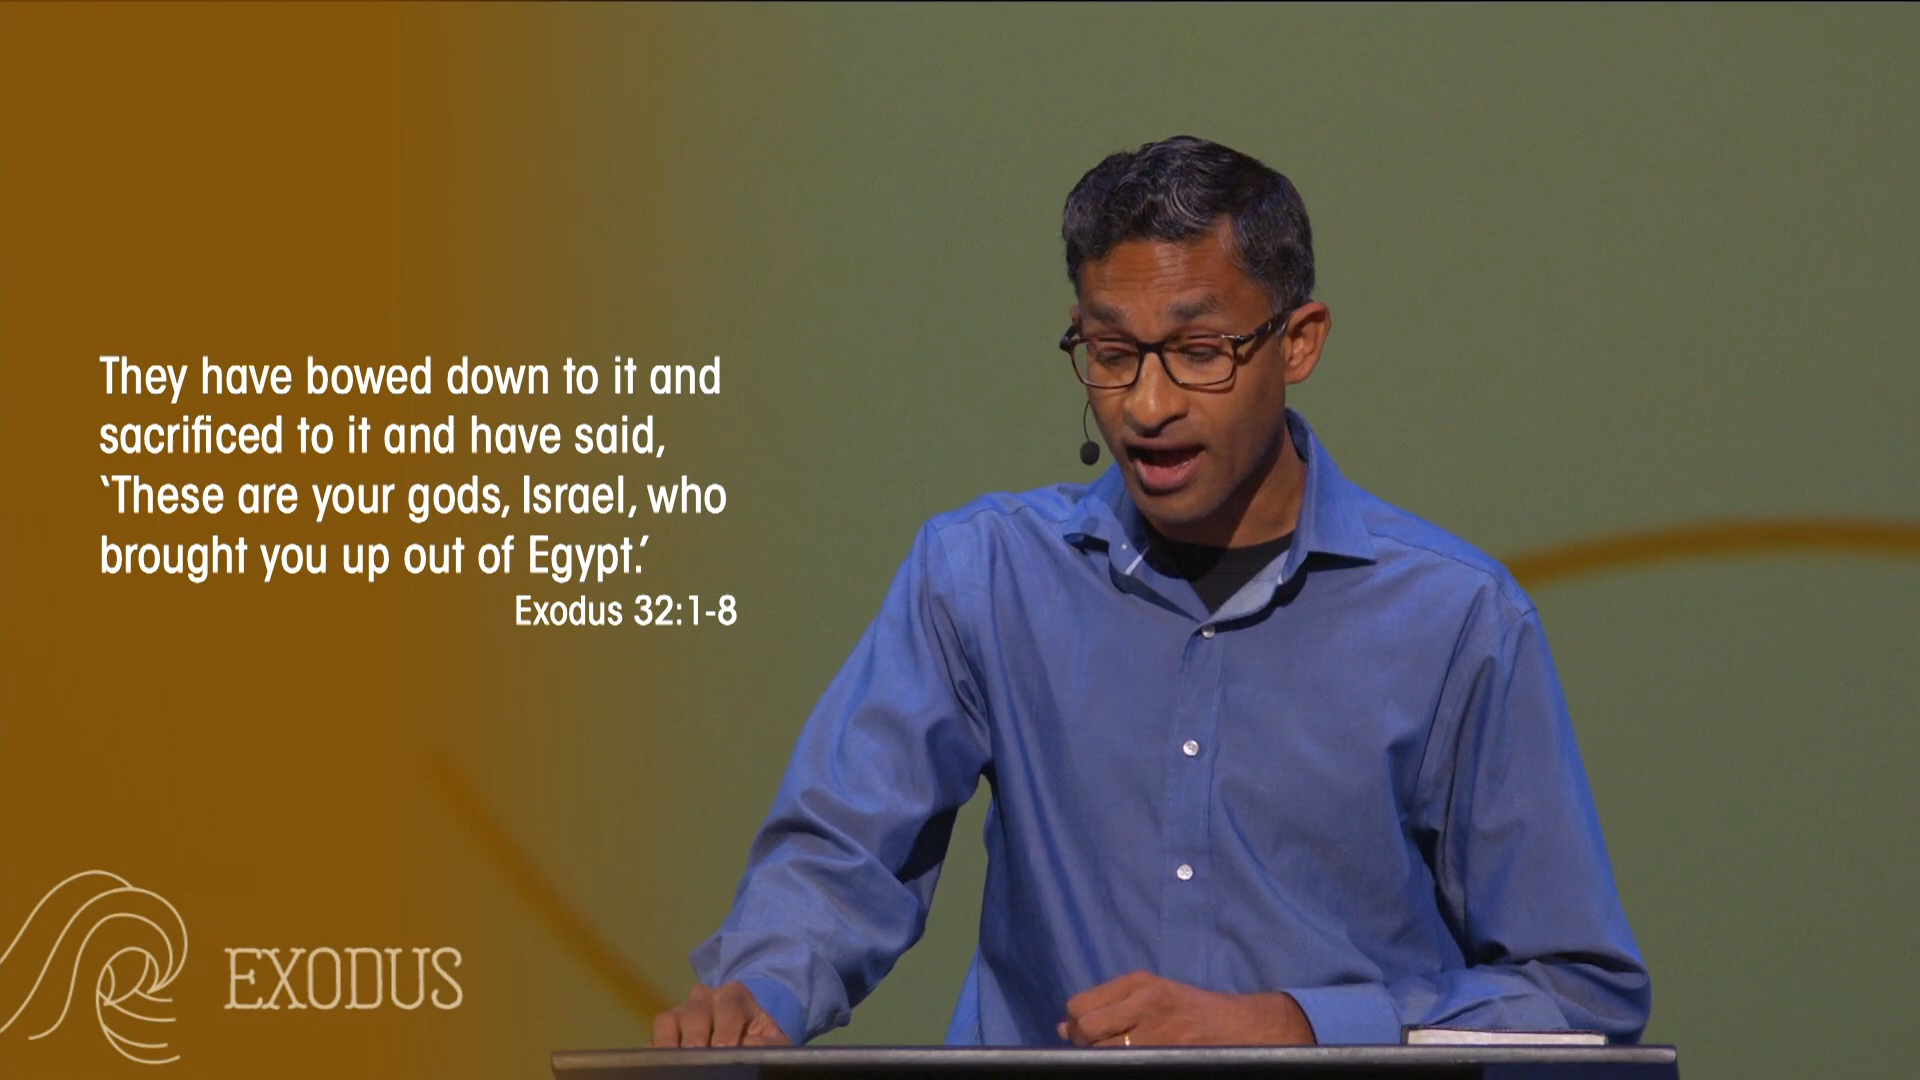 They have bowed down to it and
sacrificed to it and have said,
‘These are your gods, Israel, who
brought you up out of Egypt.’
Exodus 32:1-8
EXODUS